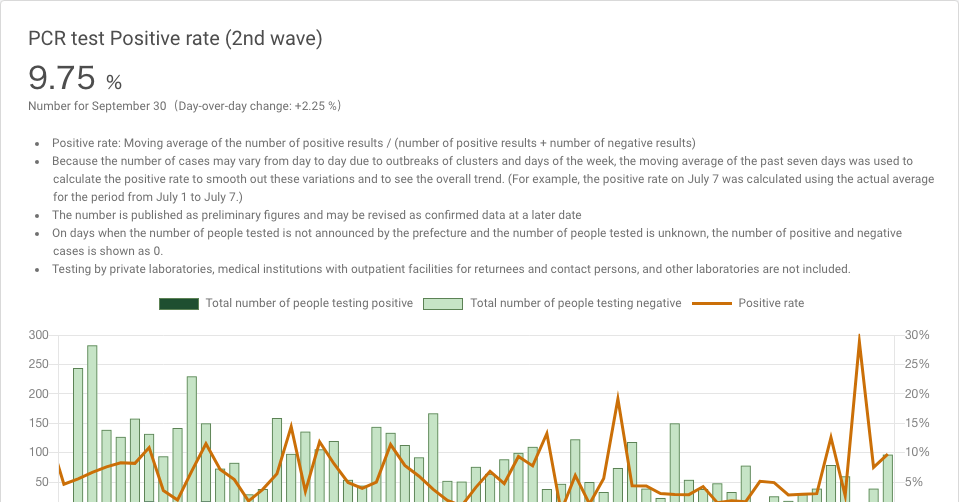 PCR test Positive rate (2nd wave)
9.75 %
Number for September 30 (Day-over-day change: +2.25 %)
• Positive rate: Moving average of the number of positive results / (number of positive results + number of negative results)
• Because the number of cases may vary from day to day due to outbreaks of clusters and days of the week, the moving average of the past seven days was used to
calculate the positive rate to smooth out these variations and to see the overall trend. (For example, the positive rate on July 7 was calculated using the actual average
for the period from July 1 to July 7.)
• The number is published as preliminary figures and may be revised as confirmed data at a later date
• On days when the number of people tested is not announced by the prefecture and the number of people tested is unknown, the number of positive and negative
cases is shown as 0.
• Testing by private laboratories, medical institutions with outpatient facilities for returnees and contact persons, and other laboratories are not included.
Total number of people testing positive Total number of people testing negative Positive rate
300 30%
250 25%
200 20%
150 15%
100 10%
50 5%